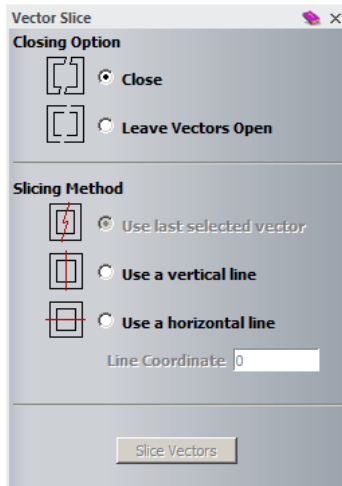 Vector Slice
Closing Option
Close
Leave Vectors Open
Slicing Method
Use last selected vector
Use a vertical line
Use a horizontal line
Line Coordinate 0
Slice Vectors